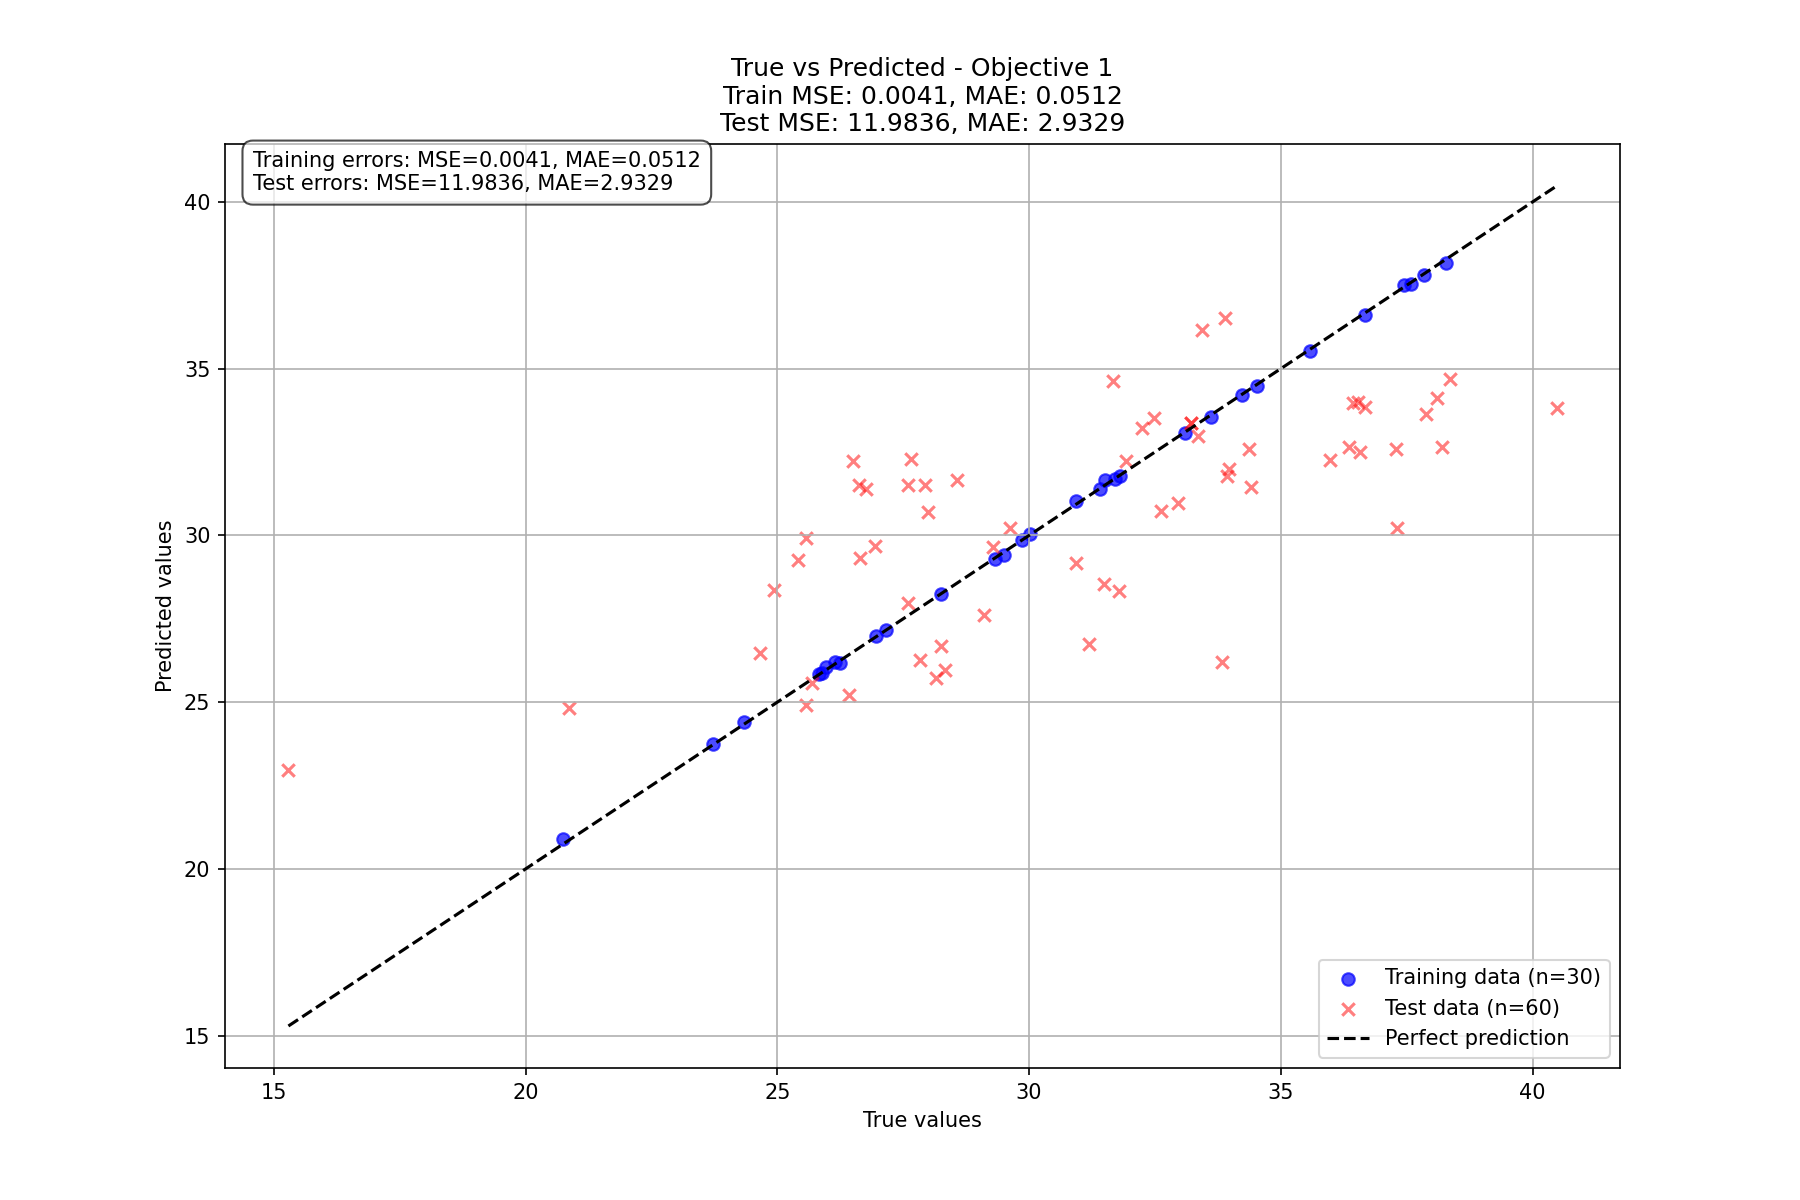 True vs Predicted - Objective 1
Train MSE: 0.0041, MAE: 0.0512
Test MSE: 11.9836, MAE: 2.9329
Training errors: MSE=0.0041, MAE=0.0512
Test errors: MSE=11.9836, MAE=2.9329
40
35
30
25
20
15
Predicted values
Training data (n=30)
Test data (n=60)
Perfect prediction
15 20 25 30 35 40
True values